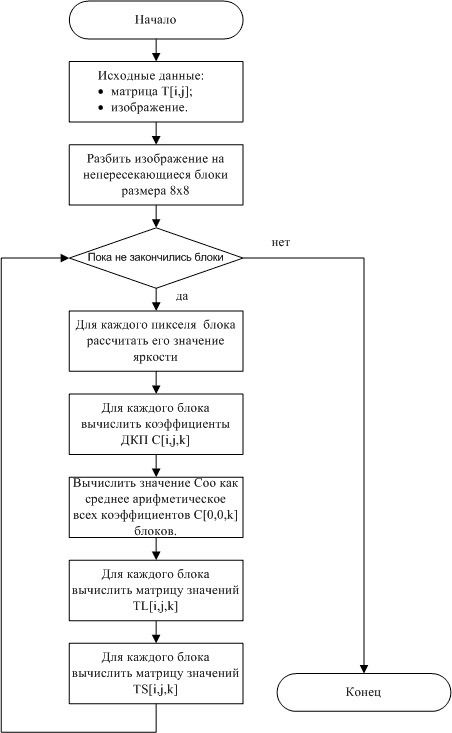 Начало
Исходные данные:
• матрица T[i,j];
• изображение.
Разбить изображение на
непересекающиеся блоки
размера 8х8
Пока не закончились блоки
нет
да
Для каждого пикселя блока
рассчитать его значение
яркости
Для каждого блока
вычислить коэффициенты
ДКП C[i,j,k]
Вычислить значение Соо как
среднее арифметическое
всех коэффициентов C[0,0,k]
блоков.
Для каждого блока
вычислить матрицу значений
TL[i,j,k]
Для каждого блока
вычислить матрицу значений
TS[i,j,k]
Конец